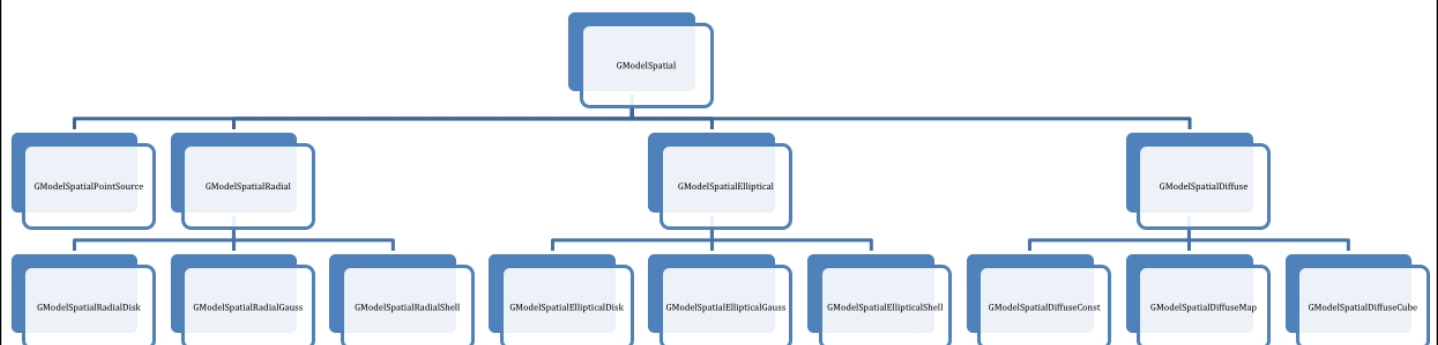 GModelSpatial
GModelSpatialPointSource
GModelSpatialRadial
GModelSpatialElliptical
GModelSpatialDiffuse
GModelSpatialRadialDisk
GModelSpatialRadialGauss
GModelSpatialRadialShell
GModelSpatialEllipticalDisk
GModelSpatialEllipticalGauss
GModelSpatialEllipticalShell
GModelSpatialDiffuseConst
GModelSpatialDiffuseMap
GModelSpatialDiffuseCube